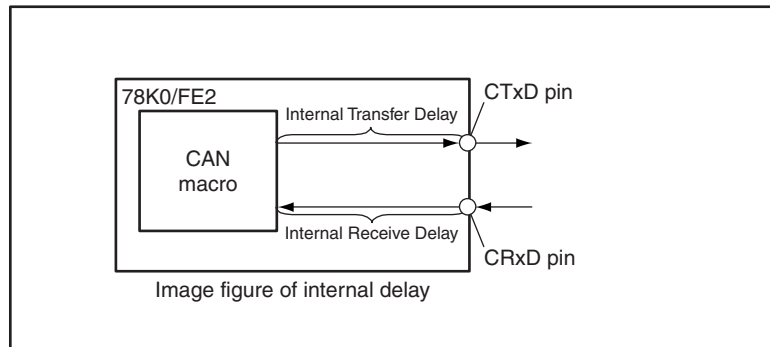 78K0/FE2
CTxD pin
Internal Transfer Delay
CAN
macro
Internal Receive Delay
CRxD pin
Image figure of internal delay